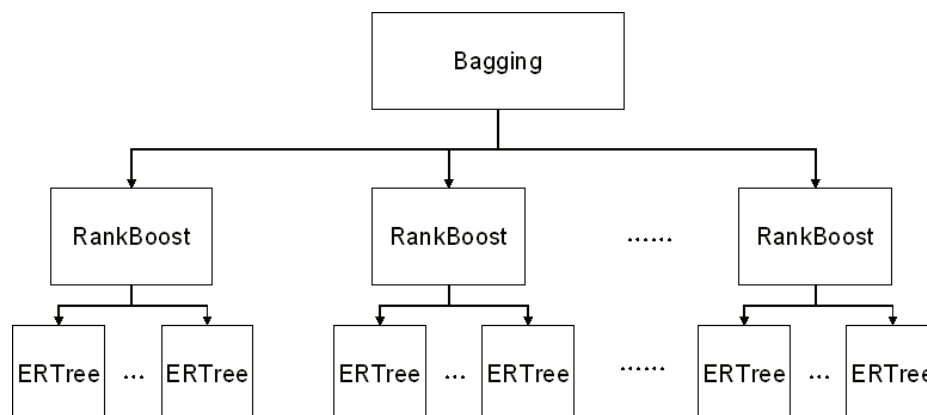 Bagging
RankBoost RankBoost ...... RankBoost
ERTree ... ERTree ERTree ... ERTree ...... ERTree ... ERTree